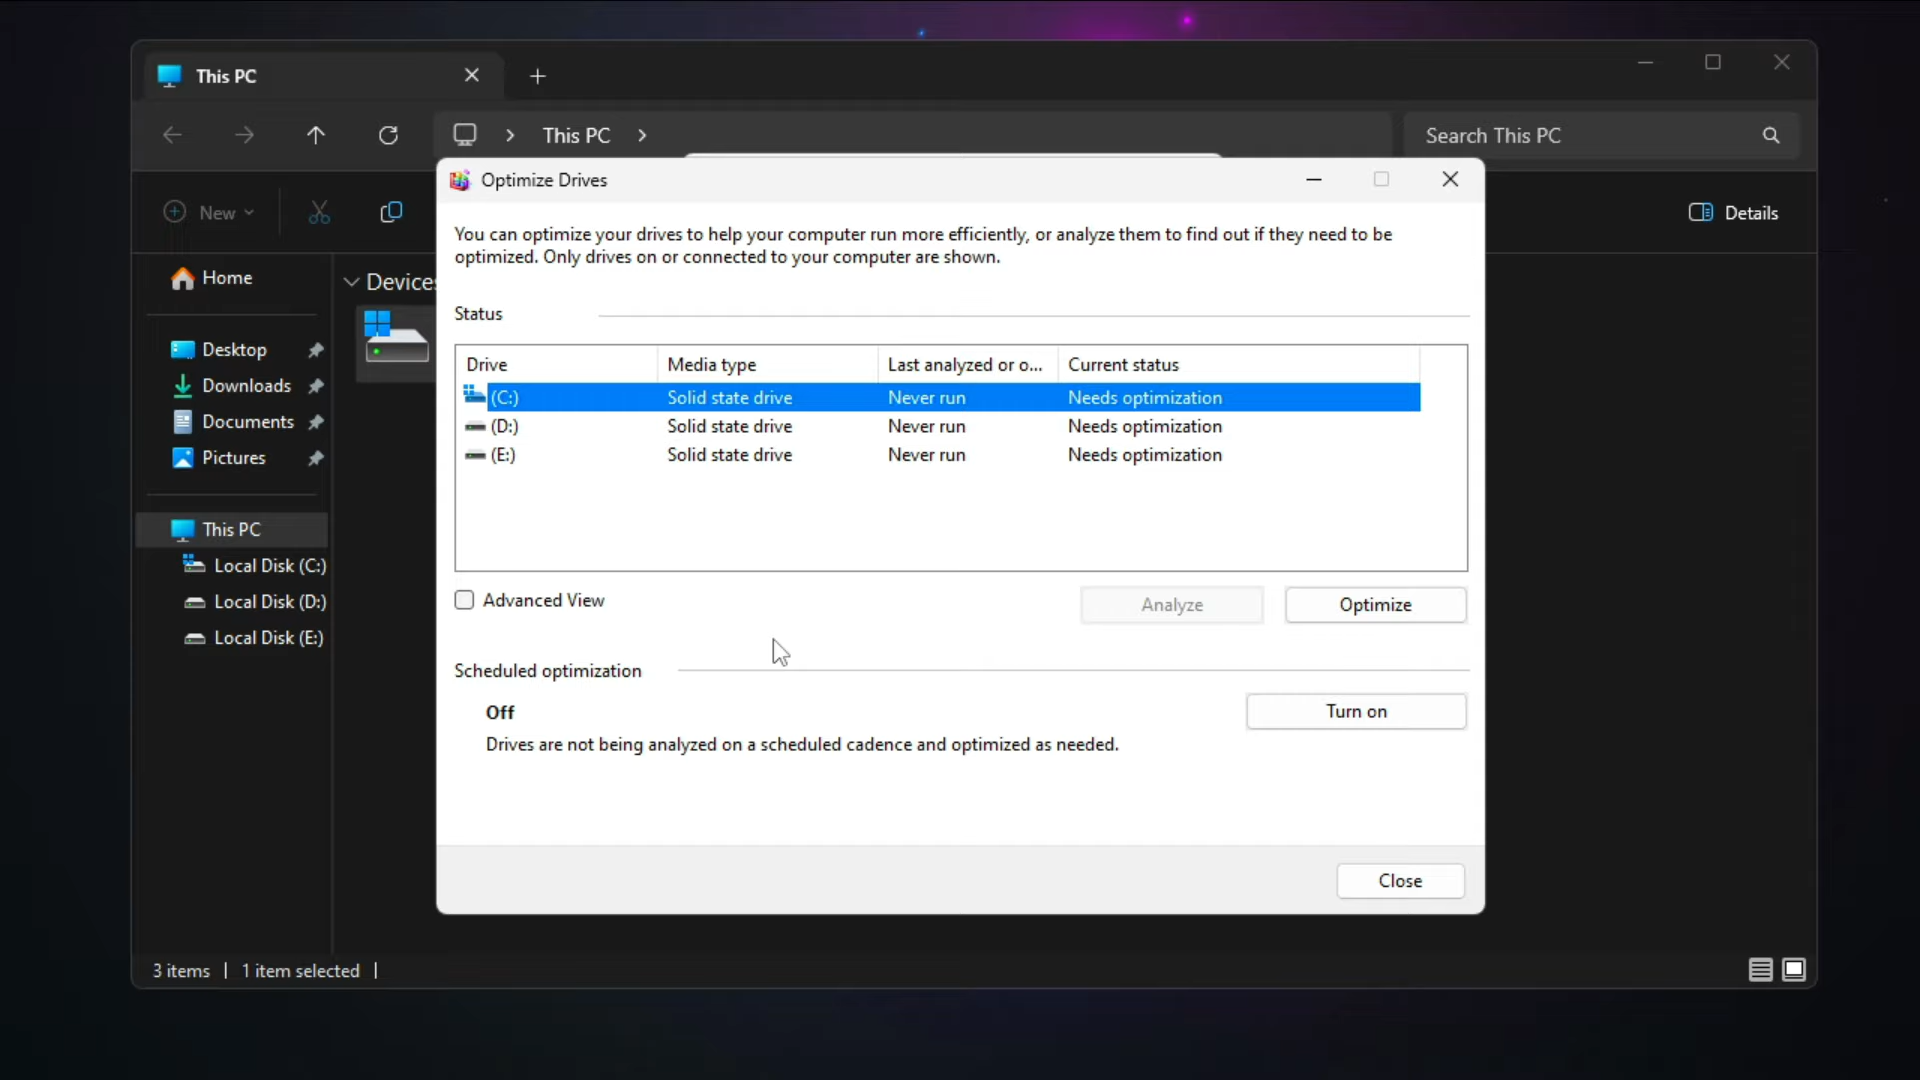 This PC
This PC
Search This PC
New
Details
Home
Desktop
Downloads
Documents
Pictures
This PC
Local Disk (C:)
Local Disk (D:)
Local Disk (E:)
Devices
Optimize Drives
You can optimize your drives to help your computer run more efficiently, or analyze them to find out if they need to be
optimized. Only drives on or connected to your computer are shown.
Status
Drive Media type Last analyzed or o... Current status
(C:) Solid state drive Never run Needs optimization
(D:) Solid state drive Never run Needs optimization
(E:) Solid state drive Never run Needs optimization
Advanced View
Analyze
Optimize
Scheduled optimization
Off
Turn on
Drives are not being analyzed on a scheduled cadence and optimized as needed.
Close
3 items | 1 item selected |